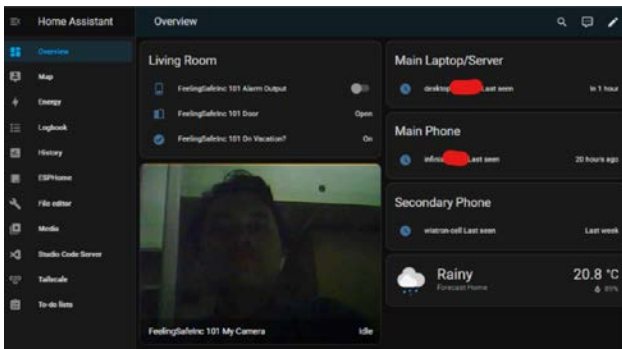 Home Assistant
Overview
Map
Energy
Logbook
History
ESPHome
File editor
Media
Studio Code Server
Tailscale
To-do lists
Overview
Living Room
FeelingSafeInc 101 Alarm Output
FeelingSafeInc 101 Door Open
FeelingSafeInc 101 On Vacation? On
FeelingSafeInc 101 My Camera Idle
Main Laptop/Server
desktop Last seen In 1 hour
Main Phone
infinix Last seen 20 hours ago
Secondary Phone
wistron-cell Last seen Last week
Rainy 20.8 °C
Forecast Home 89%